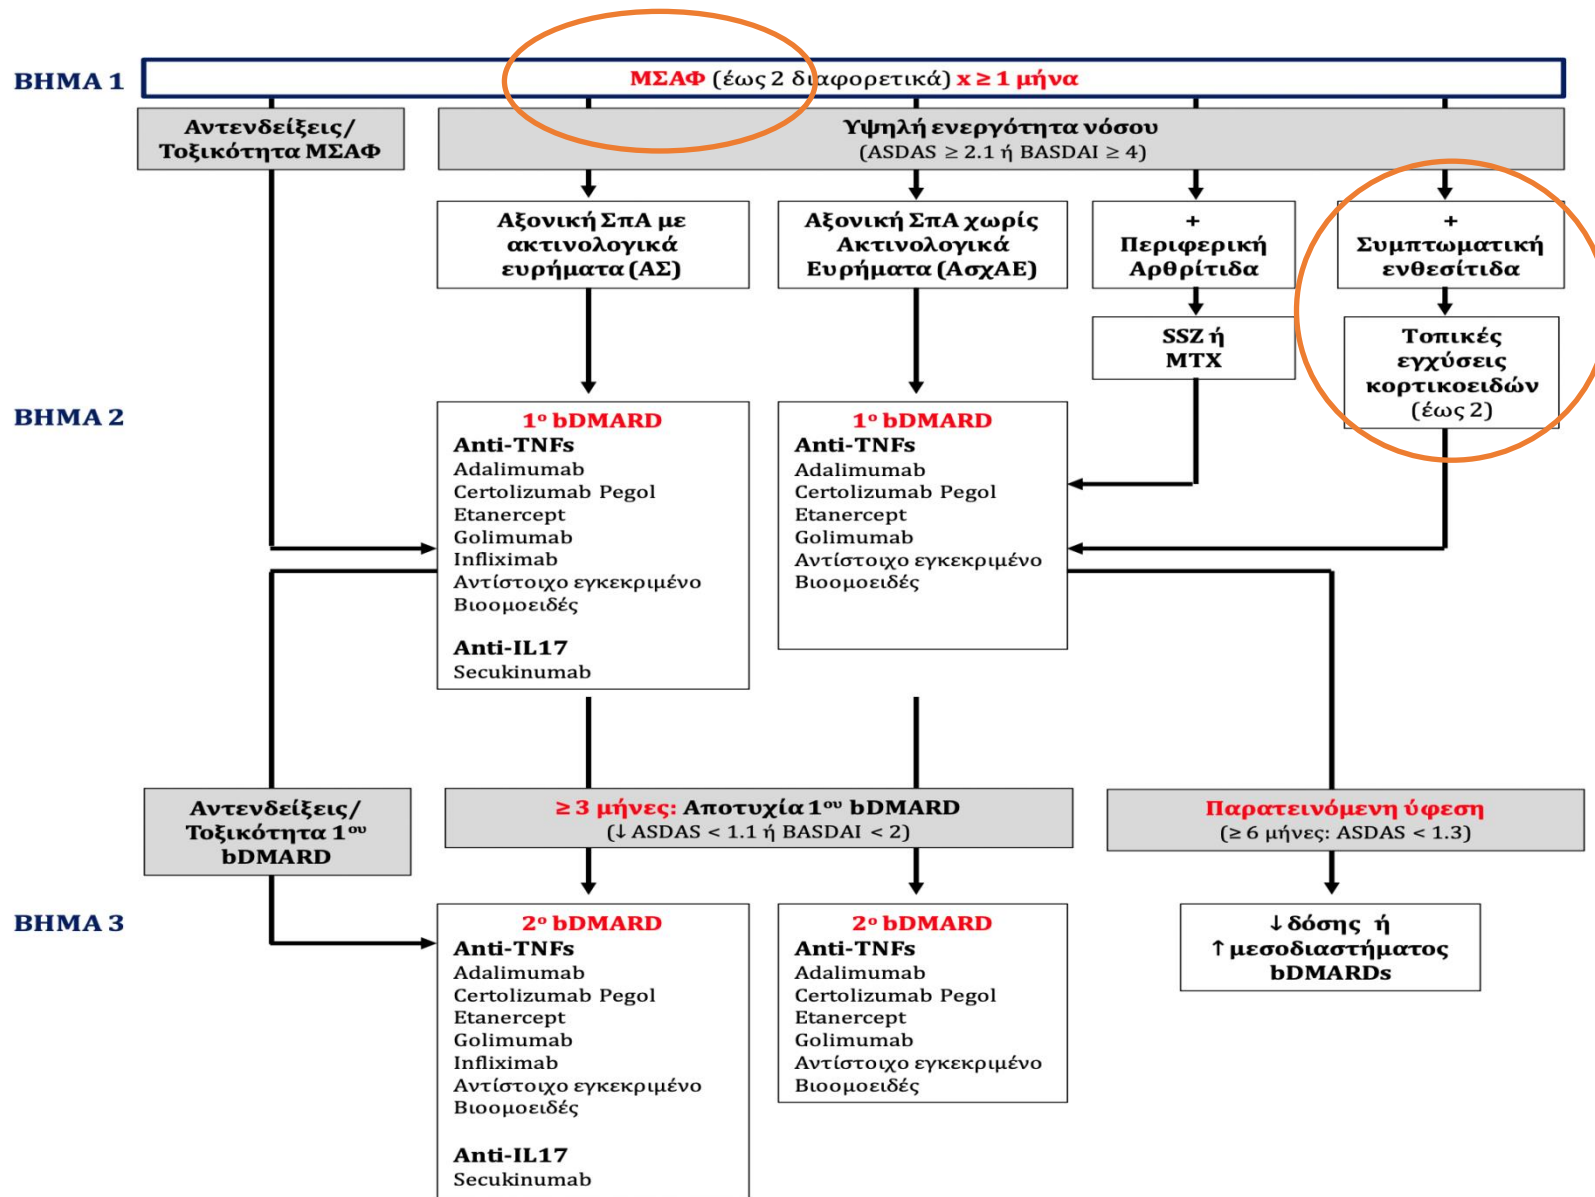 ΒΗΜΑ 1
ΜΣΑΦ (έως 2 διαφορετικά) x ≥ 1 μήνα
Αντενδείξεις/
Τοξικότητα ΜΣΑΦ
Υψηλή ενεργότητα νόσου
(ASDAS ≥ 2.1 ή BASDAI ≥ 4)
Αξονική ΣπΑ με
ακτινολογικά
ευρήματα (ΑΣ)
Αξονική ΣπΑ χωρίς
Ακτινολογικά
Ευρήματα (ΑσχΑΕ)
+
Περιφερική
Αρθρίτιδα
+
Συμπτωματική
ενθεσίτιδα
SSZ ή
MTX
Τοπικές
εγχύσεις
κορτικοειδών
(έως 2)
ΒΗΜΑ 2
1ο bDMARD
Anti-TNFs
Adalimumab
Certolizumab Pegol
Etanercept
Golimumab
Infliximab
Αντίστοιχο εγκεκριμένο
Βιοομοειδές
Anti-IL17
Secukinumab
1ο bDMARD
Anti-TNFs
Adalimumab
Certolizumab Pegol
Etanercept
Golimumab
Αντίστοιχο εγκεκριμένο
Βιοομοειδές
Αντενδείξεις/
Τοξικότητα 1ου
bDMARD
≥ 3 μήνες: Αποτυχία 1ου bDMARD
(↓ ASDAS < 1.1 ή BASDAI < 2)
Παρατεινόμενη ύφεση
(≥ 6 μήνες: ASDAS < 1.3)
ΒΗΜΑ 3
2ο bDMARD
Anti-TNFs
Adalimumab
Certolizumab Pegol
Etanercept
Golimumab
Infliximab
Αντίστοιχο εγκεκριμένο
Βιοομοειδές
Anti-IL17
Secukinumab
2ο bDMARD
Anti-TNFs
Adalimumab
Certolizumab Pegol
Etanercept
Golimumab
Αντίστοιχο εγκεκριμένο
Βιοομοειδές
↓ δόσης ή
↑ μεσοδιαστήματος
bDMARDs